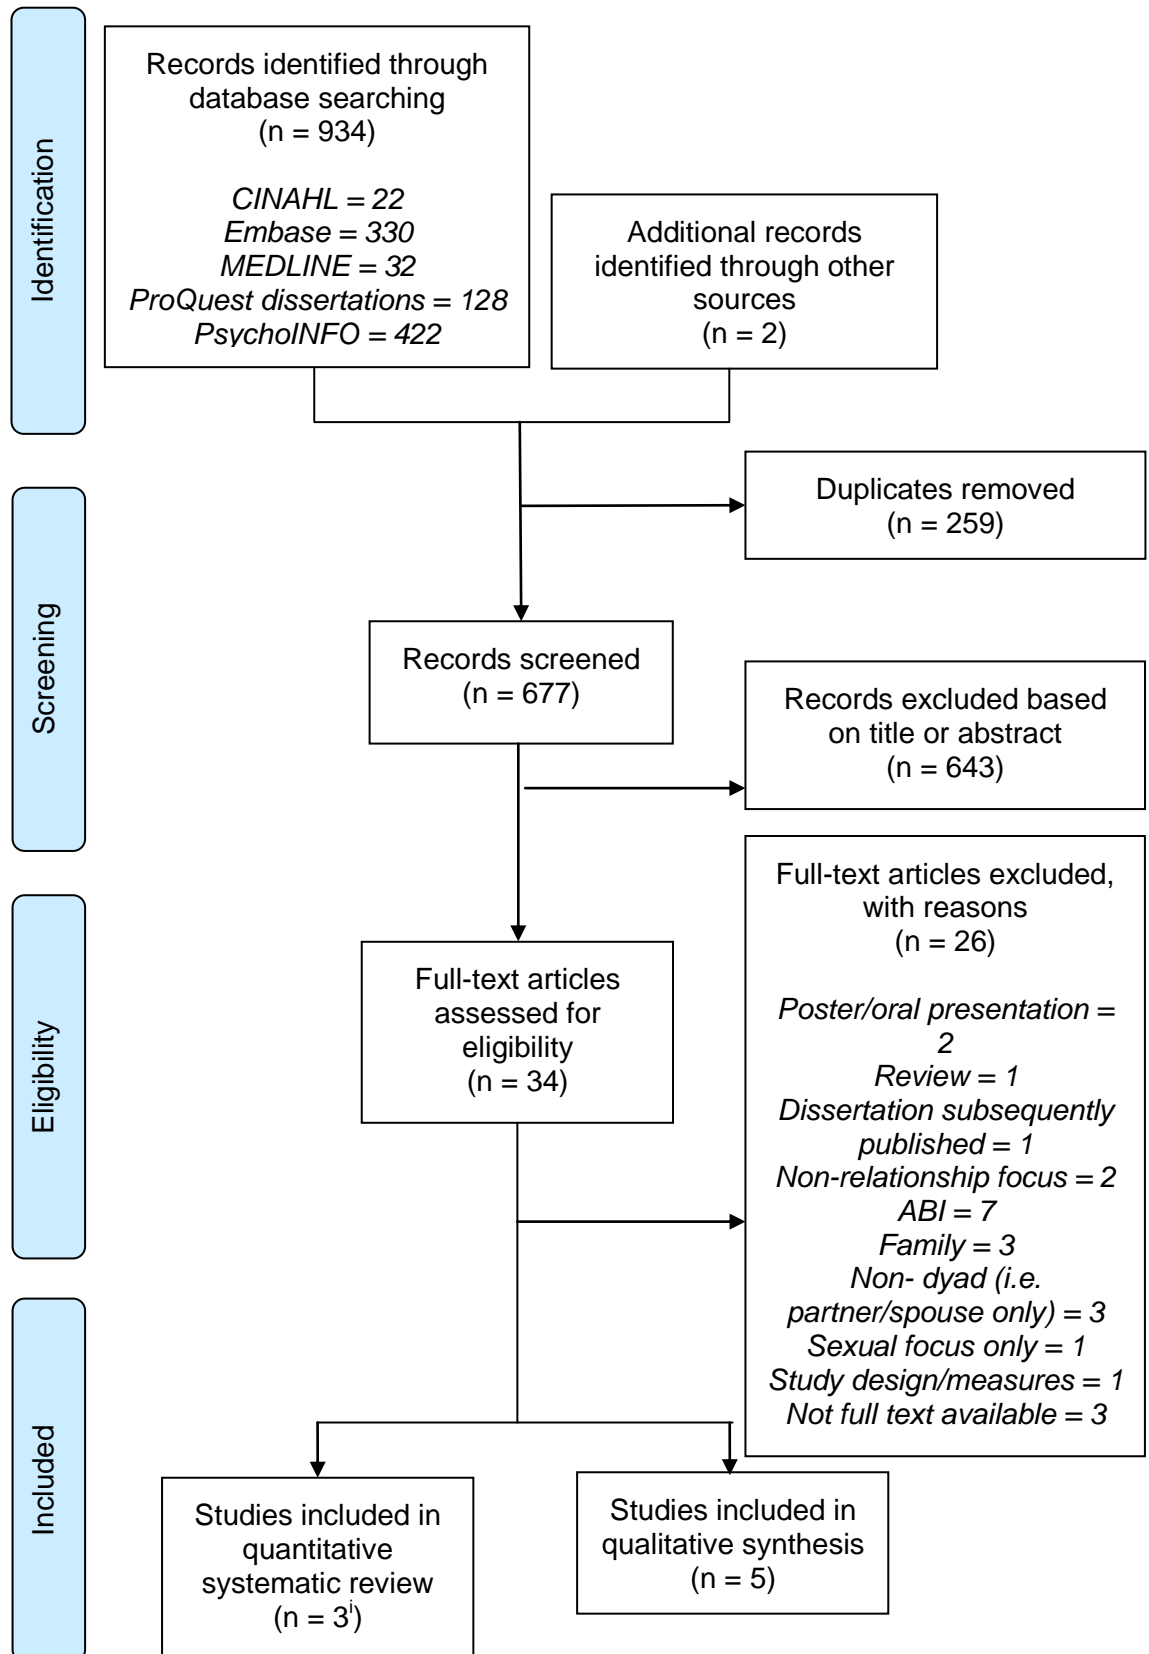 Identification
Records identified through
database searching
(n = 934)
CINAHL = 22
Embase = 330
MEDLINE = 32
ProQuest dissertations = 128
PsycholNFO = 422
Additional records
identified through other
sources
(n = 2)
Duplicates removed
(n = 259)
Screening
Records screened
(n = 677)
Records excluded based
on title or abstract
(n = 643)
Eligibility
Full-text articles
assessed for
eligibility
(n = 34)
Full-text articles excluded,
with reasons
(n = 26)
Poster/oral presentation =
2
Review = 1
Dissertation subsequently
published = 1
Non-relationship focus = 2
ABI = 7
Family = 3
Non- dyad (i.e.
partner/spouse only) = 3
Sexual focus only = 1
Study design/measures = 1
Not full text available = 3
Included
Studies included in
quantitative
systematic review
(n = 3ⁱ)
Studies included in
qualitative synthesis
(n = 5)